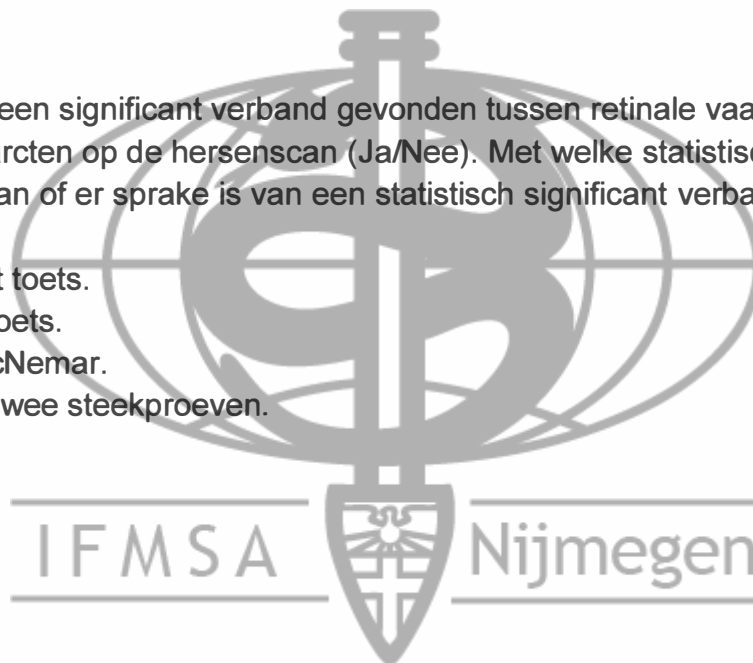 een significant verband gevonden tussen retinale vaa
arcten op de hersenscan (Ja/Nee). Met welke statistisc
an of er sprake is van een statistisch significant verba
t toets.
oets.
cNemar.
wee steekproeven.
IFMSA Nijmegen